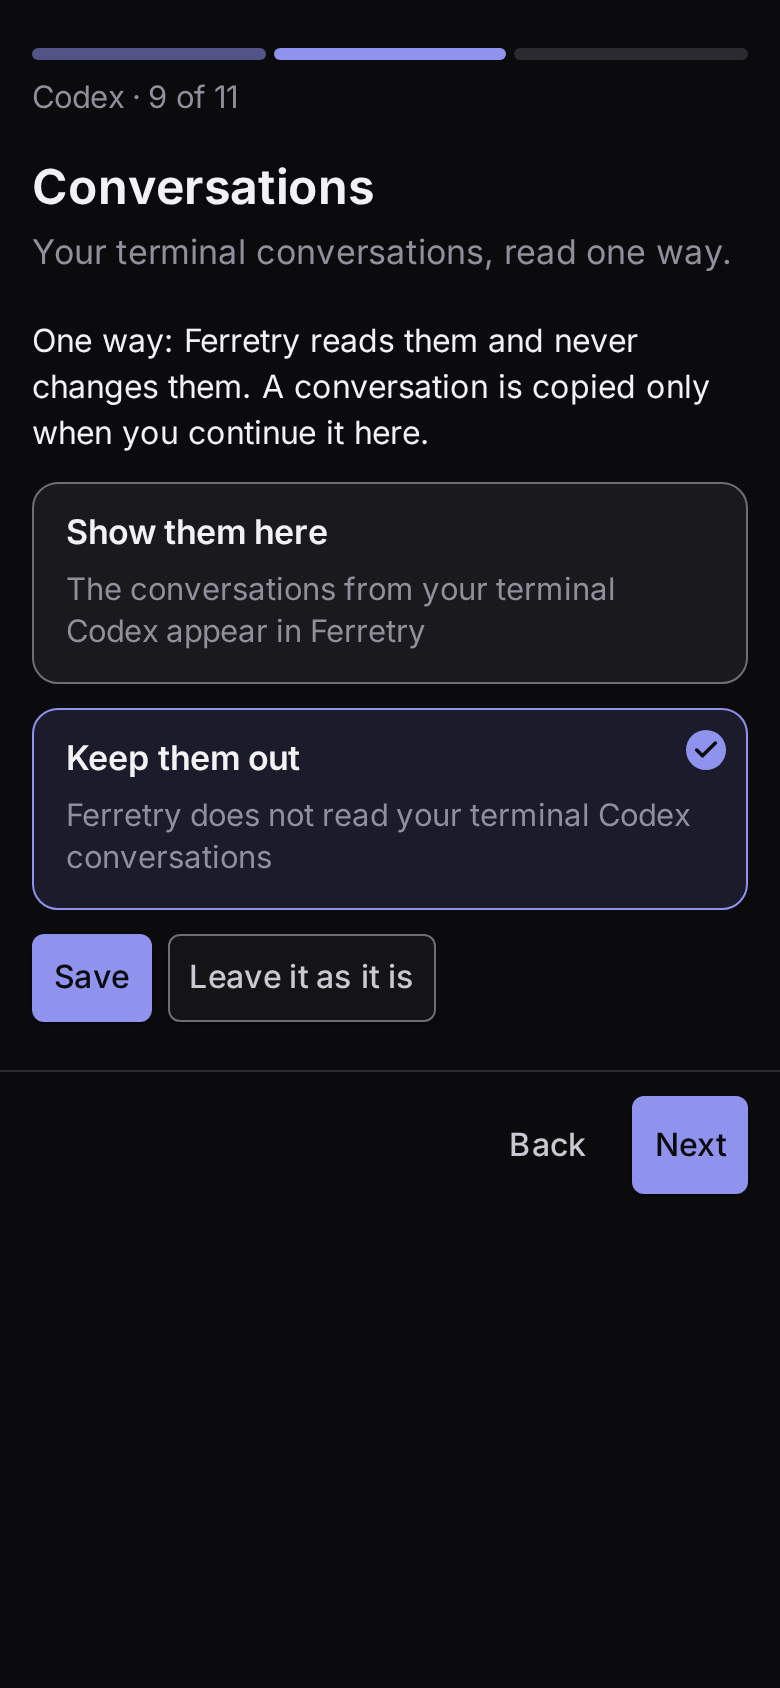 Codex · 9 of 11
Conversations
Your terminal conversations, read one way.
One way: Ferretry reads them and never
changes them. A conversation is copied only
when you continue it here.
Show them here
The conversations from your terminal
Codex appear in Ferretry
Keep them out
Ferretry does not read your terminal Codex
conversations
Save
Leave it as it is
Back
Next